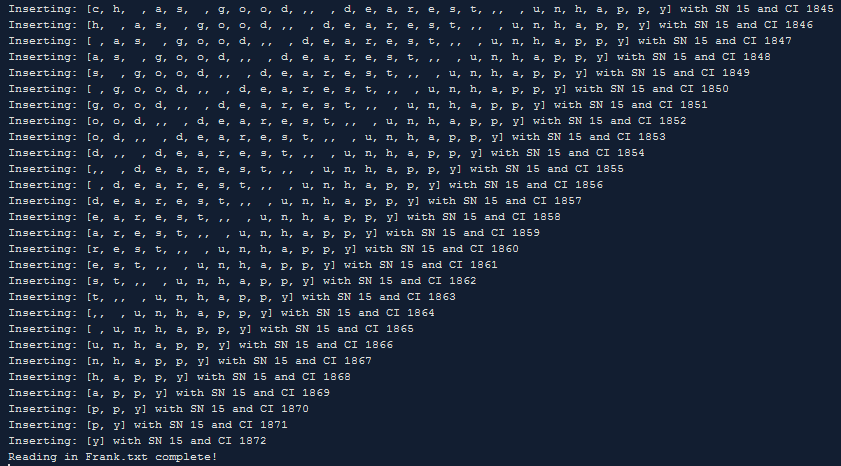 Inserting: [c, h,  , a, s,  , g, o, o, d, ,,  , d, e, a, r, e, s, t, ,,  , u, n, h, a, p, p, y] with SN 15 and CI 1845
Inserting: [h,  , a, s,  , g, o, o, d, ,,  , d, e, a, r, e, s, t, ,,  , u, n, h, a, p, p, y] with SN 15 and CI 1846
Inserting: [ , a, s,  , g, o, o, d, ,,  , d, e, a, r, e, s, t, ,,  , u, n, h, a, p, p, y] with SN 15 and CI 1847
Inserting: [a, s,  , g, o, o, d, ,,  , d, e, a, r, e, s, t, ,,  , u, n, h, a, p, p, y] with SN 15 and CI 1848
Inserting: [s,  , g, o, o, d, ,,  , d, e, a, r, e, s, t, ,,  , u, n, h, a, p, p, y] with SN 15 and CI 1849
Inserting: [ , g, o, o, d, ,,  , d, e, a, r, e, s, t, ,,  , u, n, h, a, p, p, y] with SN 15 and CI 1850
Inserting: [g, o, o, d, ,,  , d, e, a, r, e, s, t, ,,  , u, n, h, a, p, p, y] with SN 15 and CI 1851
Inserting: [o, o, d, ,,  , d, e, a, r, e, s, t, ,,  , u, n, h, a, p, p, y] with SN 15 and CI 1852
Inserting: [o, d, ,,  , d, e, a, r, e, s, t, ,,  , u, n, h, a, p, p, y] with SN 15 and CI 1853
Inserting: [d, ,,  , d, e, a, r, e, s, t, ,,  , u, n, h, a, p, p, y] with SN 15 and CI 1854
Inserting: [,,  , d, e, a, r, e, s, t, ,,  , u, n, h, a, p, p, y] with SN 15 and CI 1855
Inserting: [ , d, e, a, r, e, s, t, ,,  , u, n, h, a, p, p, y] with SN 15 and CI 1856
Inserting: [d, e, a, r, e, s, t, ,,  , u, n, h, a, p, p, y] with SN 15 and CI 1857
Inserting: [e, a, r, e, s, t, ,,  , u, n, h, a, p, p, y] with SN 15 and CI 1858
Inserting: [a, r, e, s, t, ,,  , u, n, h, a, p, p, y] with SN 15 and CI 1859
Inserting: [r, e, s, t, ,,  , u, n, h, a, p, p, y] with SN 15 and CI 1860
Inserting: [e, s, t, ,,  , u, n, h, a, p, p, y] with SN 15 and CI 1861
Inserting: [s, t, ,,  , u, n, h, a, p, p, y] with SN 15 and CI 1862
Inserting: [t, ,,  , u, n, h, a, p, p, y] with SN 15 and CI 1863
Inserting: [,,  , u, n, h, a, p, p, y] with SN 15 and CI 1864
Inserting: [ , u, n, h, a, p, p, y] with SN 15 and CI 1865
Inserting: [u, n, h, a, p, p, y] with SN 15 and CI 1866
Inserting: [n, h, a, p, p, y] with SN 15 and CI 1867
Inserting: [h, a, p, p, y] with SN 15 and CI 1868
Inserting: [a, p, p, y] with SN 15 and CI 1869
Inserting: [p, p, y] with SN 15 and CI 1870
Inserting: [p, y] with SN 15 and CI 1871
Inserting: [y] with SN 15 and CI 1872
Reading in Frank.txt complete!